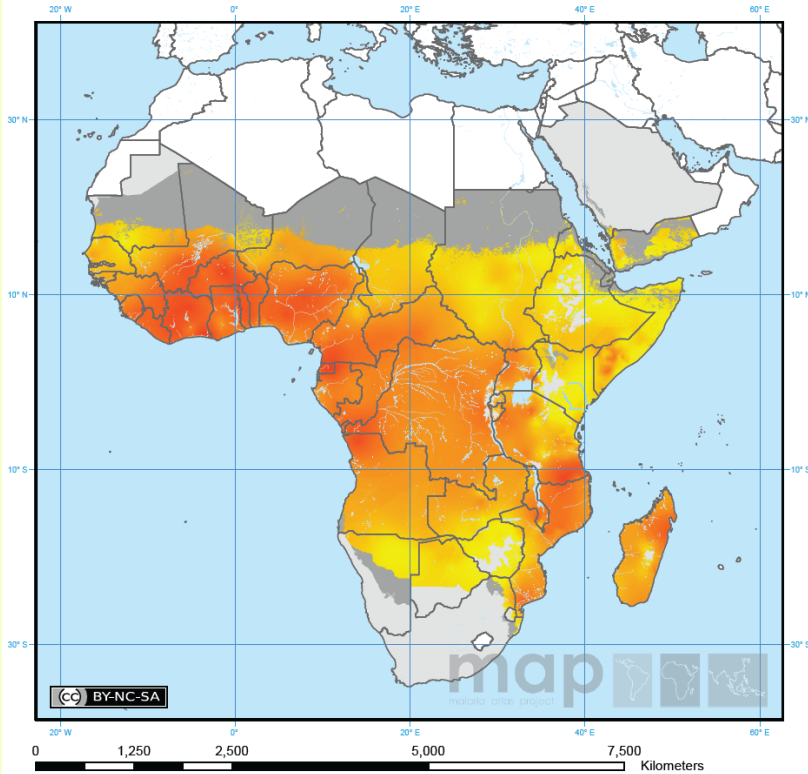 20° W 0° 20° E 40° E 60° E
30° N 30° N
10° N 10° N
10° S 10° S
30° S 30° S
map
malaria atlas project
cc BY-NC-SA
20° W 0° 20° E 40° E 60° E
0 1,250 2,500 5,000 7,500
Kilometers